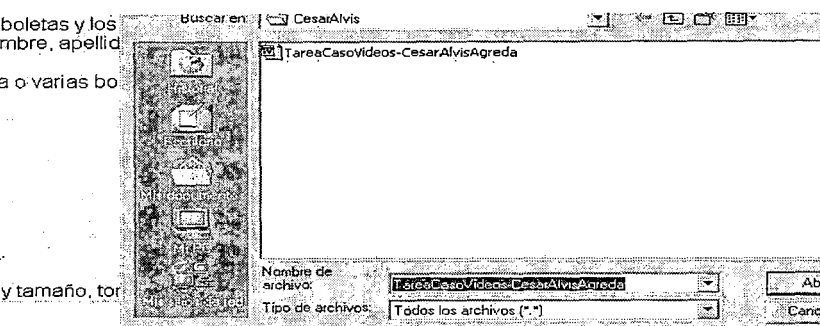 boletas y los
mbre, apellid
a o varias bo
y tamaño, tor
Buscar en: CesarAlvis
TareaCasoVideos-CesarAlvisAgreda
Escritorio
Nombre de
archivo: TareaCasoVideos-CesarAlvisAgreda
Ab
Tipo de archivos: Todos los archivos (*.*)
Canc